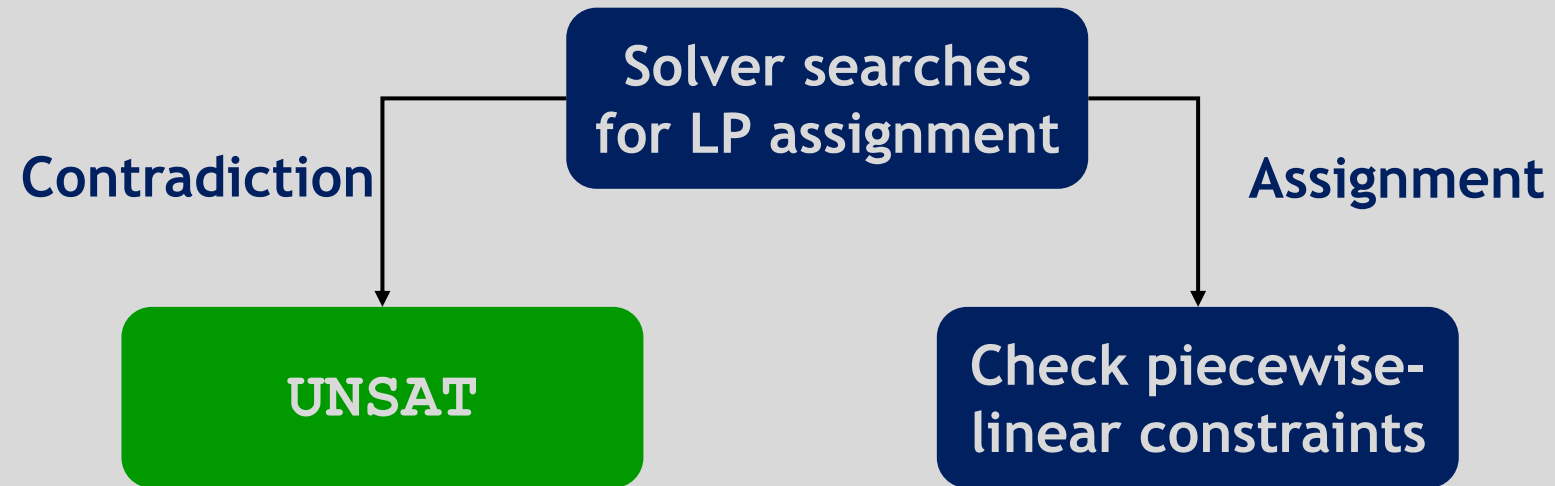 Solver searches
for LP assignment
Contradiction
Assignment
UNSAT
Check piecewise-
linear constraints